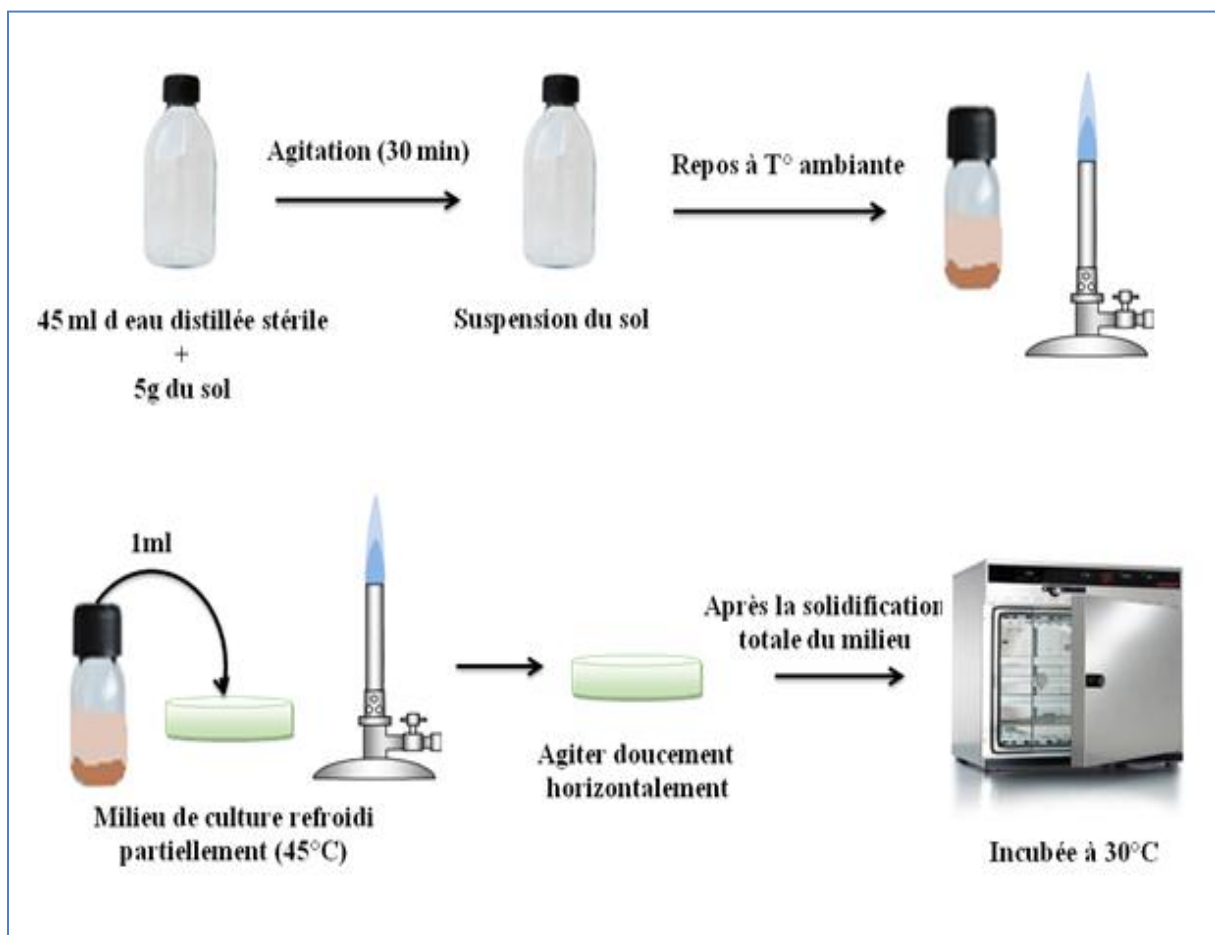 Agitation (30 min)
Repos à T° ambiante
45 ml d eau distillée stérile
+
5g du sol
Suspension du sol
1ml
Après la solidification
totale du milieu
Agiter doucement
horizontalement
Milieu de culture refroidi
partiellement (45°C)
Incubée à 30°C